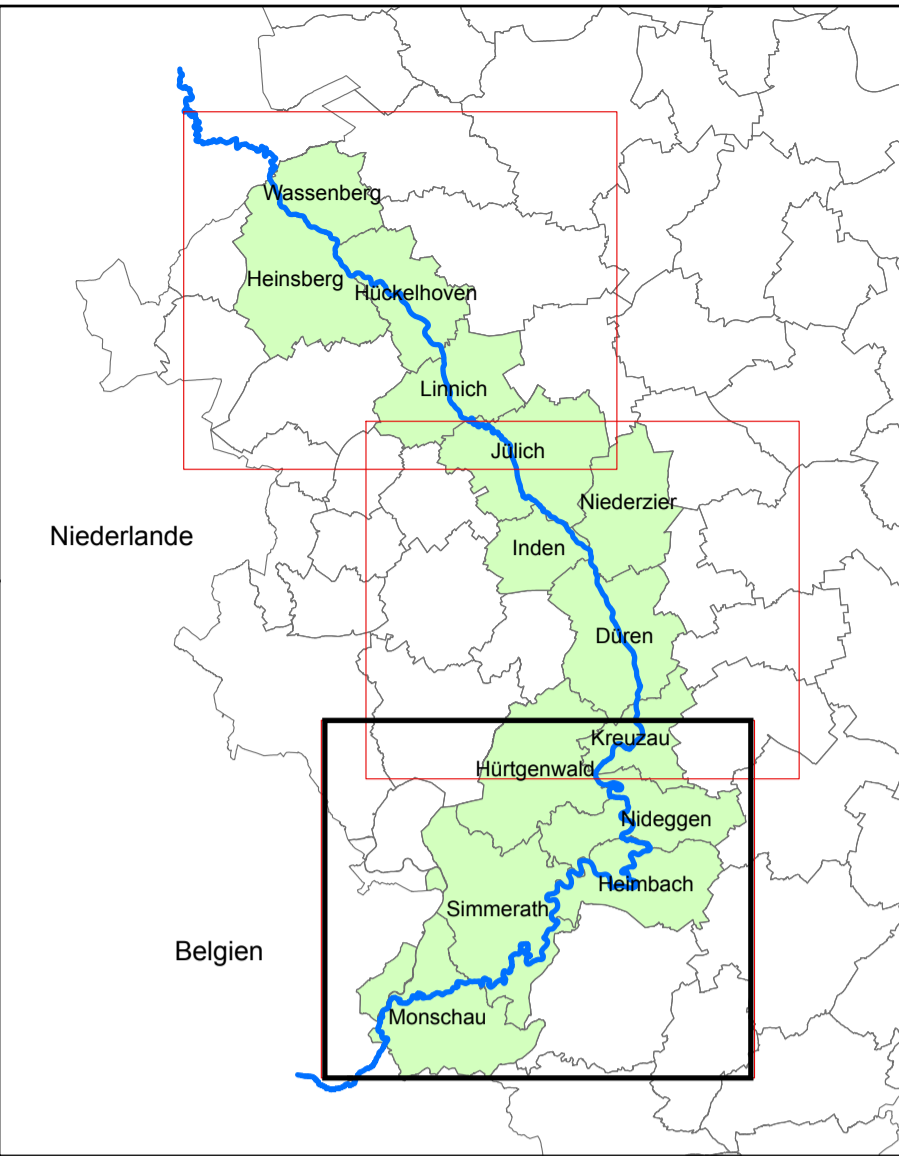 Wassenberg
Heinsberg
Hückelhoven
Linnich
Jülich
Niederzier
Niederlande
Inden
Düren
Kreuzau
Hürtgenwald
Nideggen
Heimbach
Simmerath
Belgien
Monschau